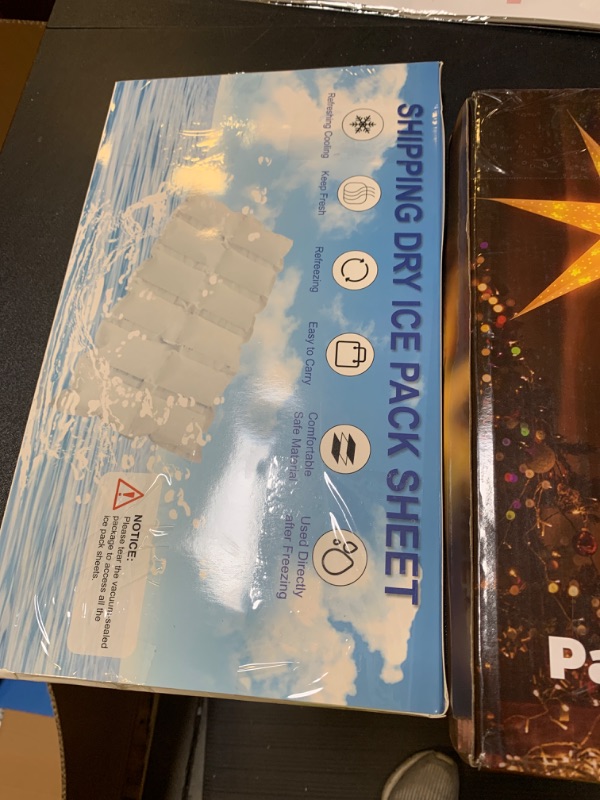 SHIPPING DRY ICE PACK SHEET
Refreshing Cooling
Keep Fresh
Refreezing
Easy to Carry
Comfortable
Safe Material
Used Directly
after Freezing
NOTICE:
Please tear the vacuum-sealed
package to access all the
ice pack sheets.
Pa